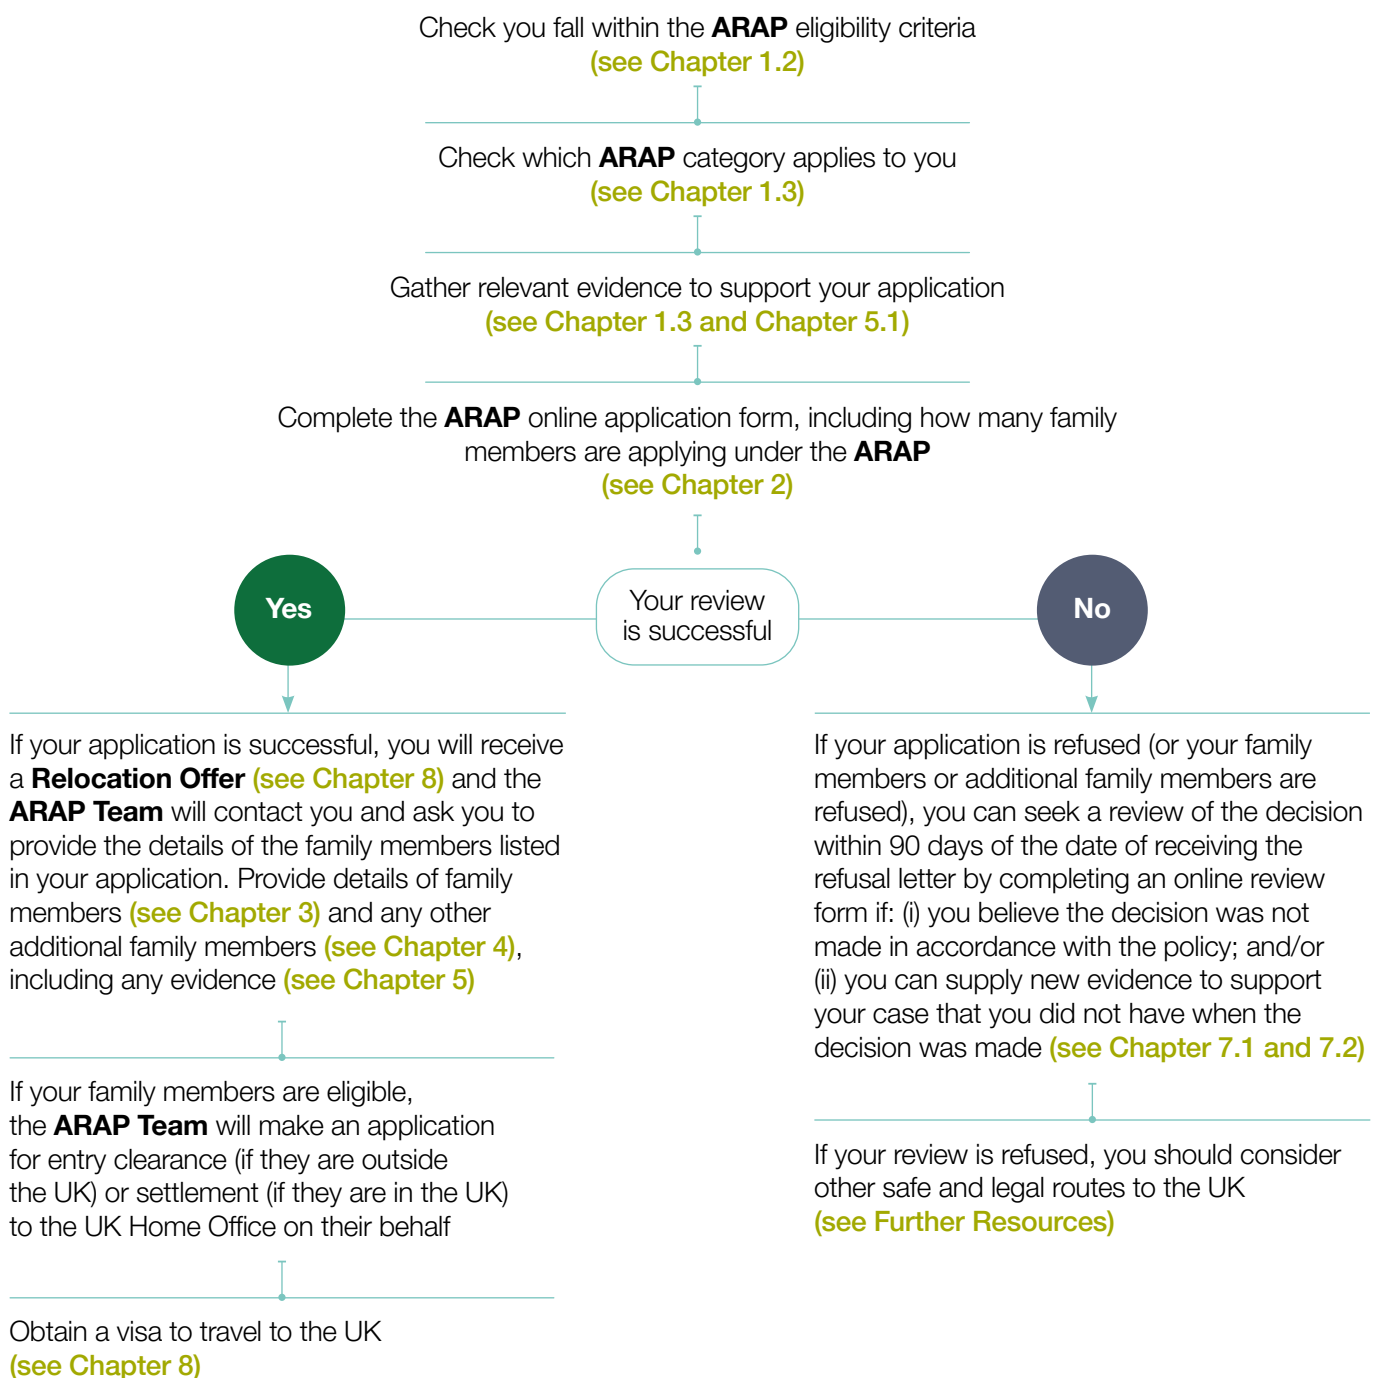 Check you fall within the ARAP eligibility criteria
(see Chapter 1.2)
Check which ARAP category applies to you
(see Chapter 1.3)
Gather relevant evidence to support your application
(see Chapter 1.3 and Chapter 5.1)
Complete the ARAP online application form, including how many family
members are applying under the ARAP
(see Chapter 2)
Yes
Your review
is successful
No
If your application is successful, you will receive
a Relocation Offer (see Chapter 8) and the
ARAP Team will contact you and ask you to
provide the details of the family members listed
in your application. Provide details of family
members (see Chapter 3) and any other
additional family members (see Chapter 4),
including any evidence (see Chapter 5)
If your family members are eligible,
the ARAP Team will make an application
for entry clearance (if they are outside
the UK) or settlement (if they are in the UK)
to the UK Home Office on their behalf
Obtain a visa to travel to the UK
(see Chapter 8)
If your application is refused (or your family
members or additional family members are
refused), you can seek a review of the decision
within 90 days of the date of receiving the
refusal letter by completing an online review
form if: (i) you believe the decision was not
made in accordance with the policy; and/or
(ii) you can supply new evidence to support
your case that you did not have when the
decision was made (see Chapter 7.1 and 7.2)
If your review is refused, you should consider
other safe and legal routes to the UK
(see Further Resources)